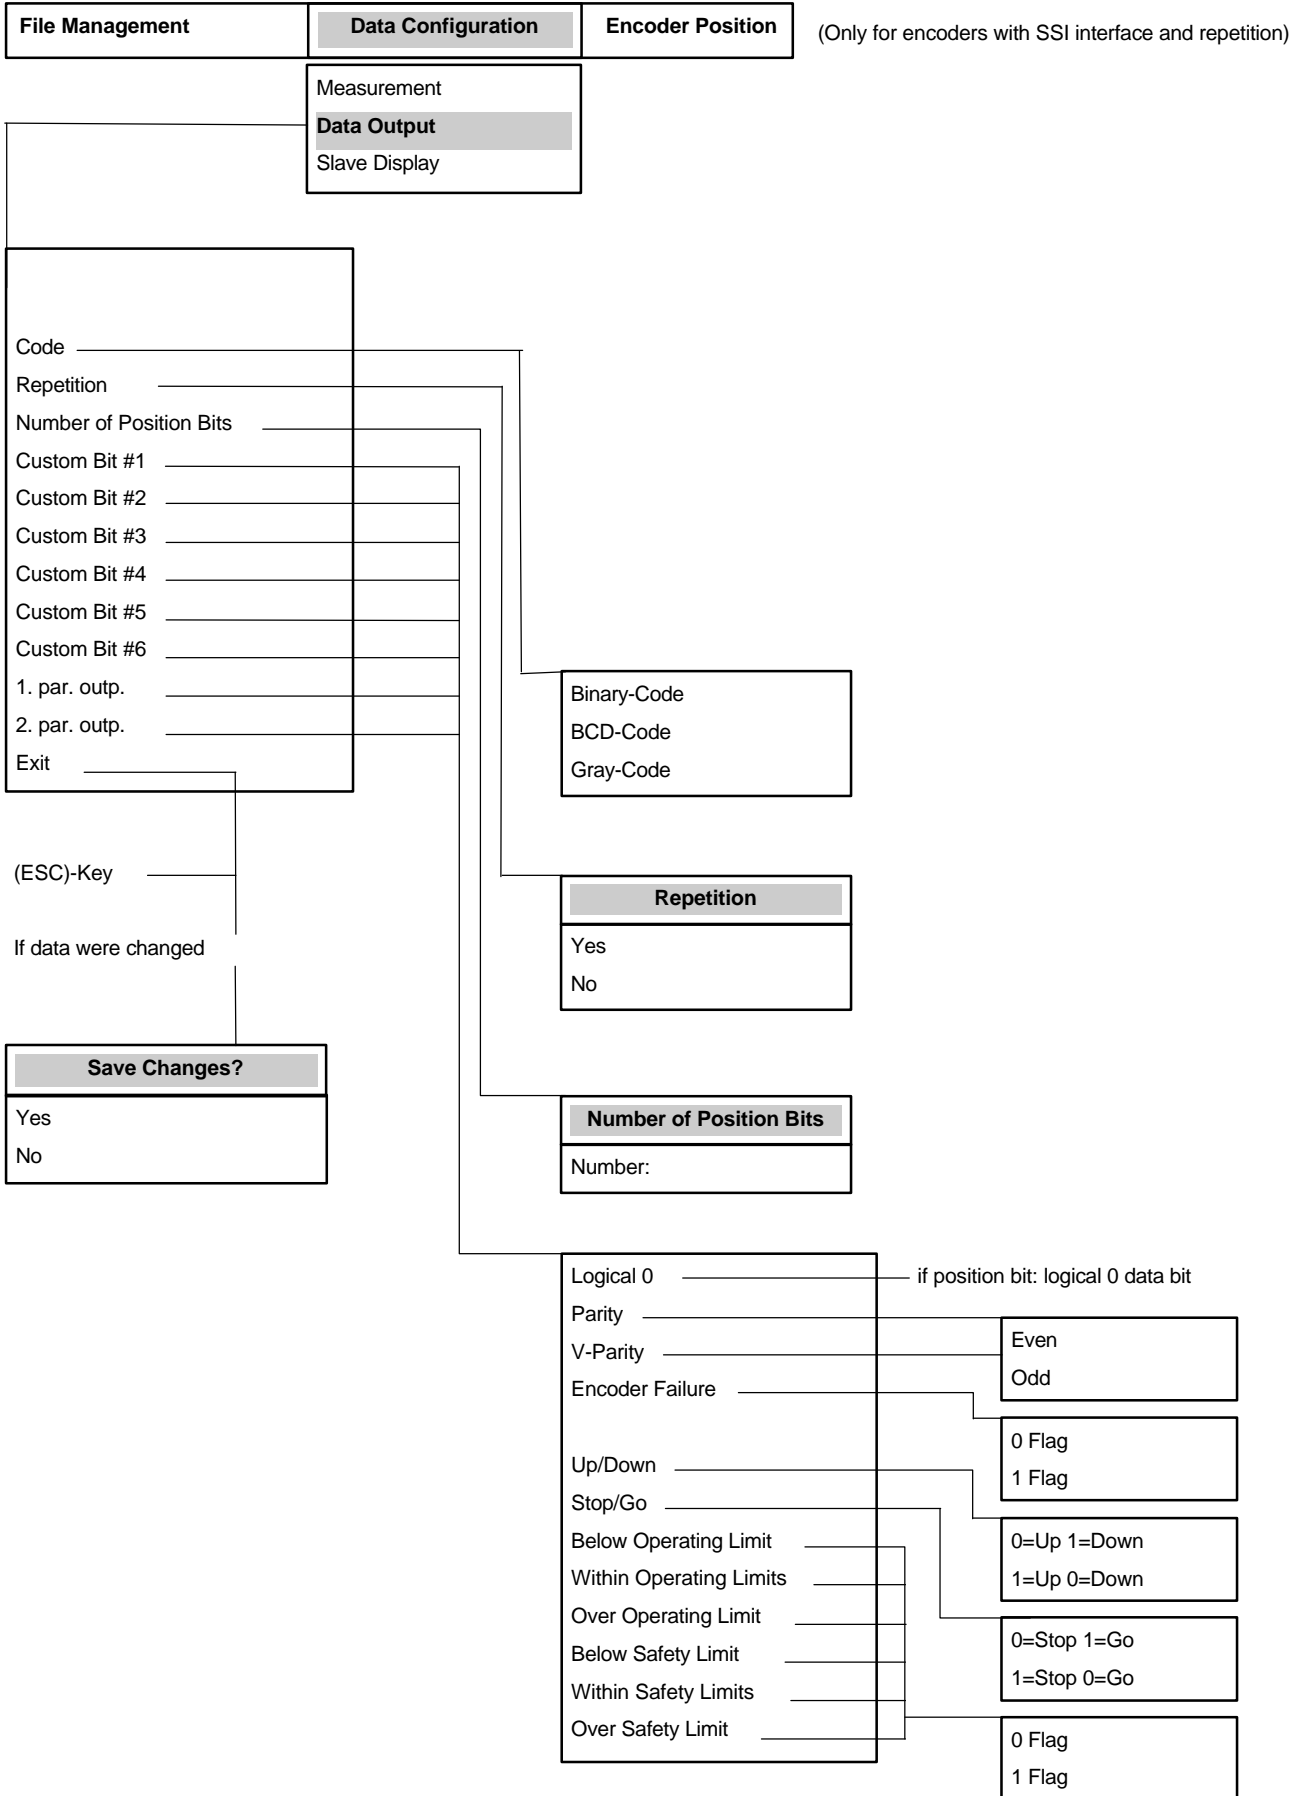 File Management
Data Configuration
Encoder Position
(Only for encoders with SSI interface and repetition)
Measurement
Data Output
Slave Display
Code
Repetition
Number of Position Bits
Custom Bit #1
Custom Bit #2
Custom Bit #3
Custom Bit #4
Custom Bit #5
Custom Bit #6
1. par. outp.
2. par. outp.
Exit
Binary-Code
BCD-Code
Gray-Code
(ESC)-Key
If data were changed
Repetition
Yes
No
Save Changes?
Yes
No
Number of Position Bits
Number:
Logical 0
if position bit: logical 0 data bit
Parity
V-Parity
Encoder Failure
Up/Down
Stop/Go
Below Operating Limit
Within Operating Limits
Over Operating Limit
Below Safety Limit
Within Safety Limits
Over Safety Limit
Even
Odd
0 Flag
1 Flag
0=Up 1=Down
1=Up 0=Down
0=Stop 1=Go
1=Stop 0=Go
0 Flag
1 Flag